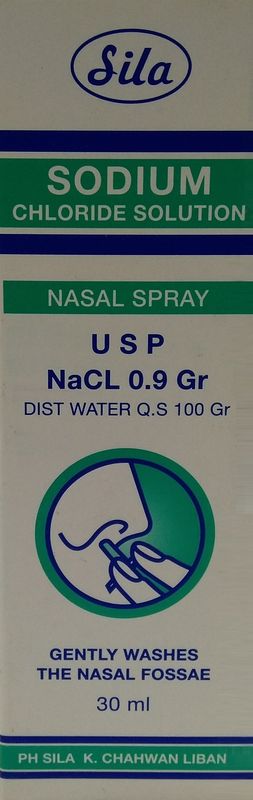 Sila
SODIUM
CHLORIDE SOLUTION
NASAL SPRAY
U S P
NaCL 0.9 Gr
DIST WATER Q.S 100 Gr
GENTLY WASHES
THE NASAL FOSSAE
30 ml
PH SILA K. CHAHWAN LIBAN